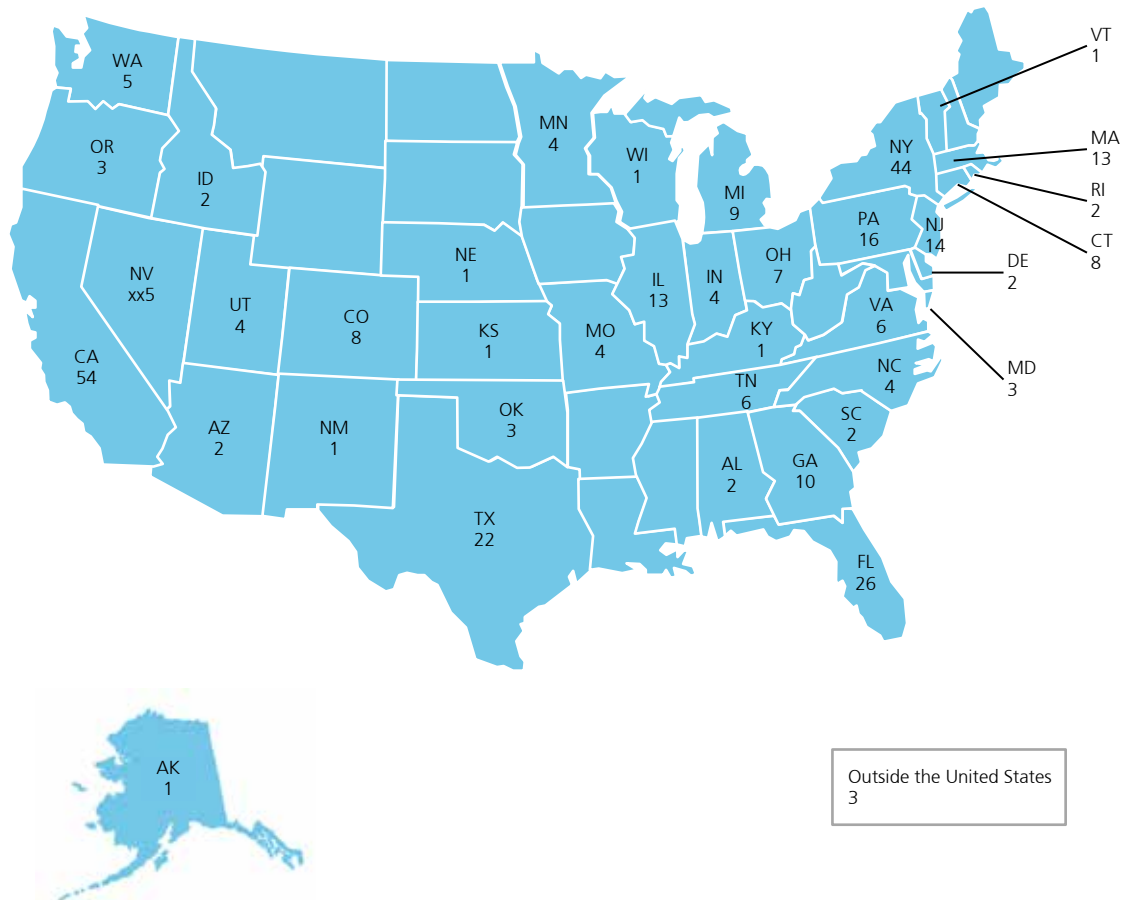 VT
1
WA
5
MN
4
OR
3
NY
44
MA
13
WI
1
ID
2
MI
9
RI
2
PA
16
NJ
14
CT
8
NE
1
OH
7
DE
2
NV
xx5
IL
13
IN
4
UT
4
VA
6
CO
8
KS
1
MO
4
KY
1
CA
54
NC
4
MD
3
TN
6
OK
3
SC
2
AZ
2
NM
1
AL
2
GA
10
TX
22
FL
26
AK
1
Outside the United States
3